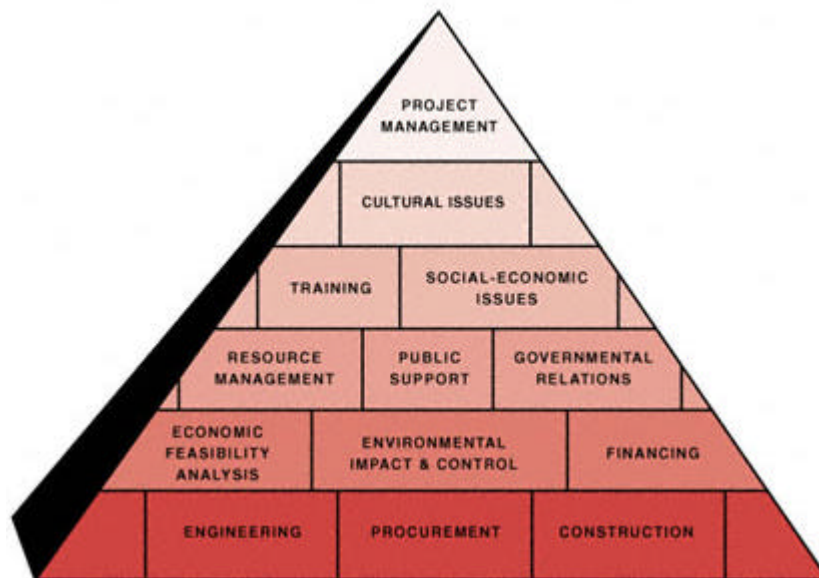 PROJECT
MANAGEMENT
CULTURAL ISSUES
TRAINING
SOCIAL-ECONOMIC
ISSUES
RESOURCE
MANAGEMENT
PUBLIC
SUPPORT
GOVERNMENTAL
RELATIONS
ECONOMIC
FEASIBILITY
ANALYSIS
ENVIRONMENTAL
IMPACT & CONTROL
FINANCING
ENGINEERING
PROCUREMENT
CONSTRUCTION